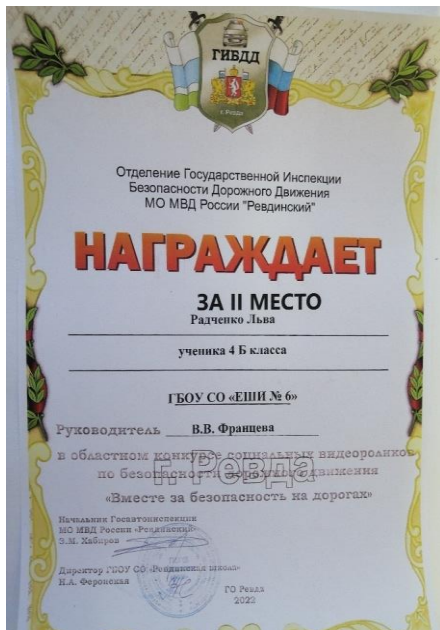 ГИБДД
г. Ревда
Отделение Государственной Инспекции
Безопасности Дорожного Движения
МО МВД России "Ревдинский"
НАГРАЖДАЕТ
ЗА II МЕСТО
Радченко Льва
ученика 4 Б класса
ГБОУ СО «ЕШИ № 6»
Руководитель В.В. Францева
в областном конкурсе социальных видеороликов
г. Ревда
по безопасности дорожного движения
«Вместе за безопасность на дорогах»
Начальник Госавтоинспекции
МО МВД России «Ревдинский»
Э.М. Хабиров
Директор ГБОУ СО «Ревдинская школа»
Н.А. Феровская
ГО Ревда
2022